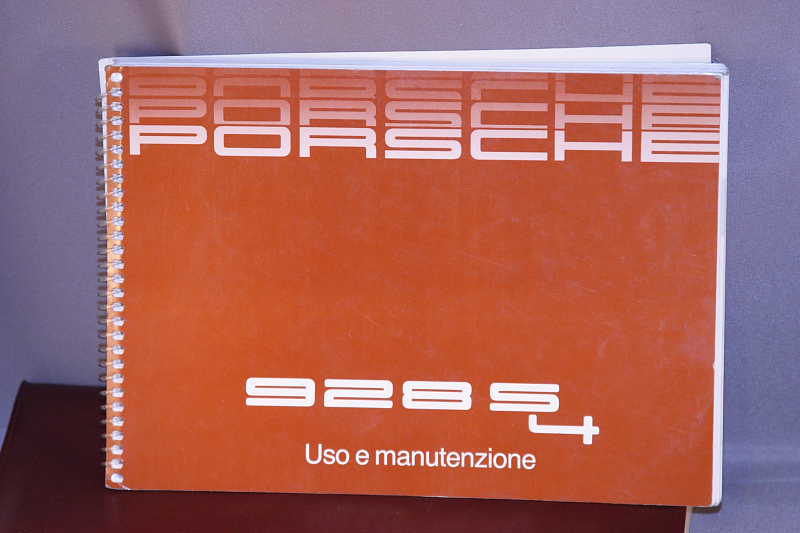 PORSCHE
PORSCHE
PORSCHE
928 S4
Uso e manutenzione